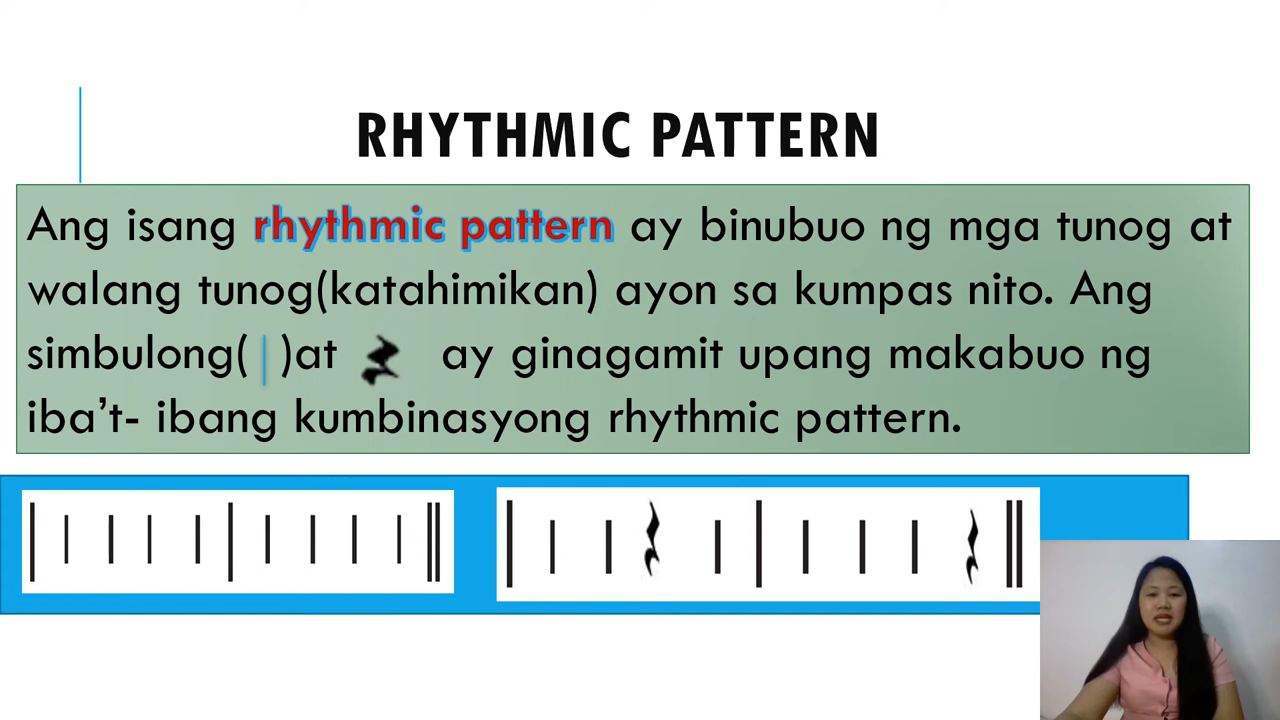 RHYTHMIC PATTERN
Ang isang rhythmic pattern ay binubuo ng mga tunog at
walang tunog(katahimikan) ayon sa kumpas nito. Ang
simbulong( | )at 𝄽 ay ginagamit upang makabuo ng
iba't- ibang kumbinasyong rhythmic pattern.